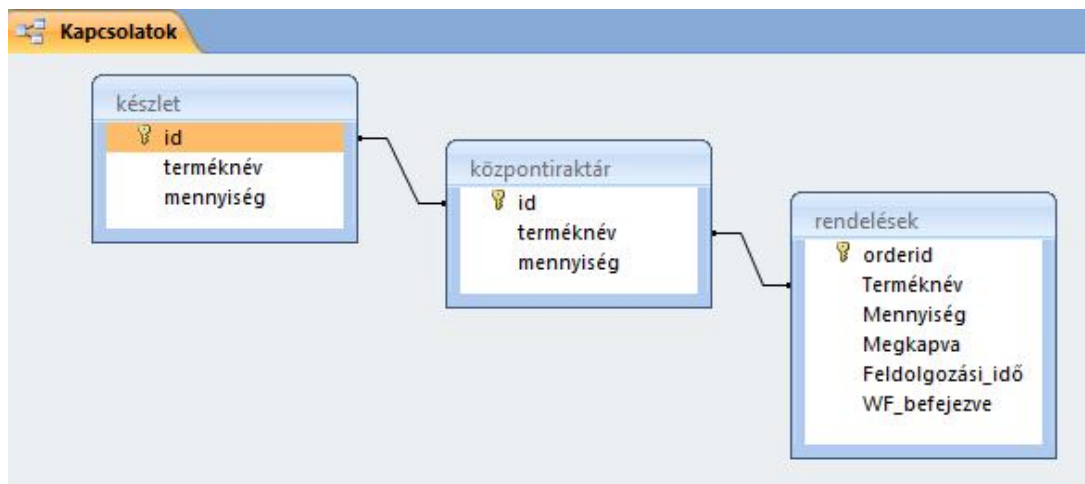 Kapcsolatok
készlet
id
terméknév
mennyiség
központiraktár
id
terméknév
mennyiség
rendelések
orderid
Terméknév
Mennyiség
Megkapva
Feldolgozási_idő
WF_befejezve